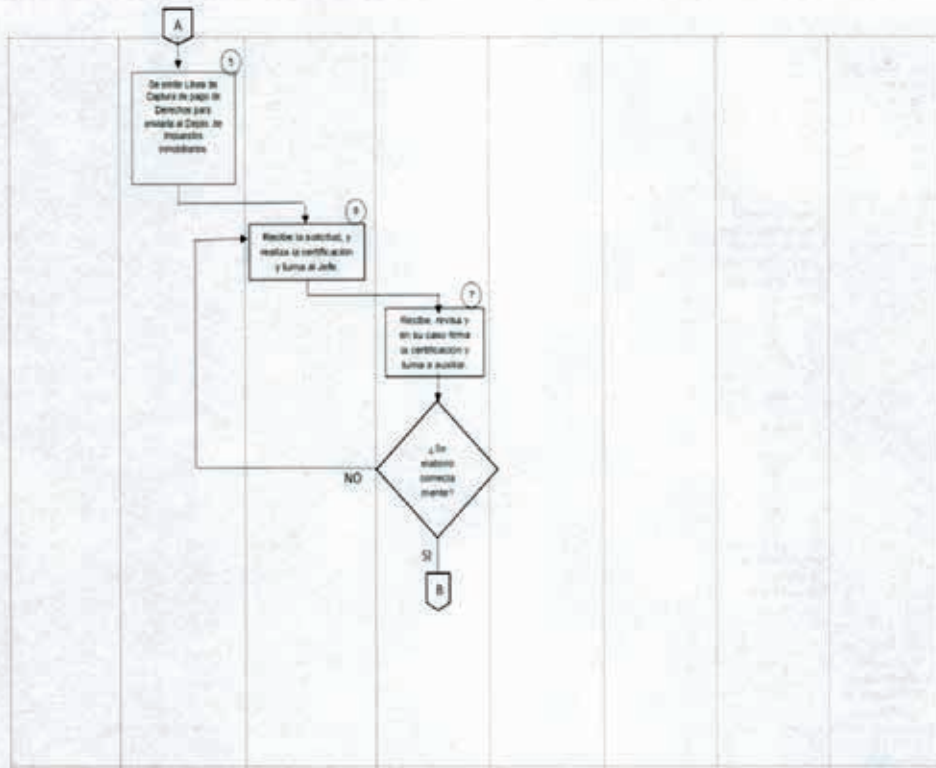 A
5
Se emite Línea de
Captura de pago de
Derechos para
enviarla al Depto. de
Impuestos
Inmobiliarios
6
Recibe la solicitud, y
realiza la certificación
y turna al Jefe.
7
Recibe, revisa y
en su caso firma
la certificación y
turna a auxiliar.
¿Se
elaboró
correcta
mente?
NO
SI
B